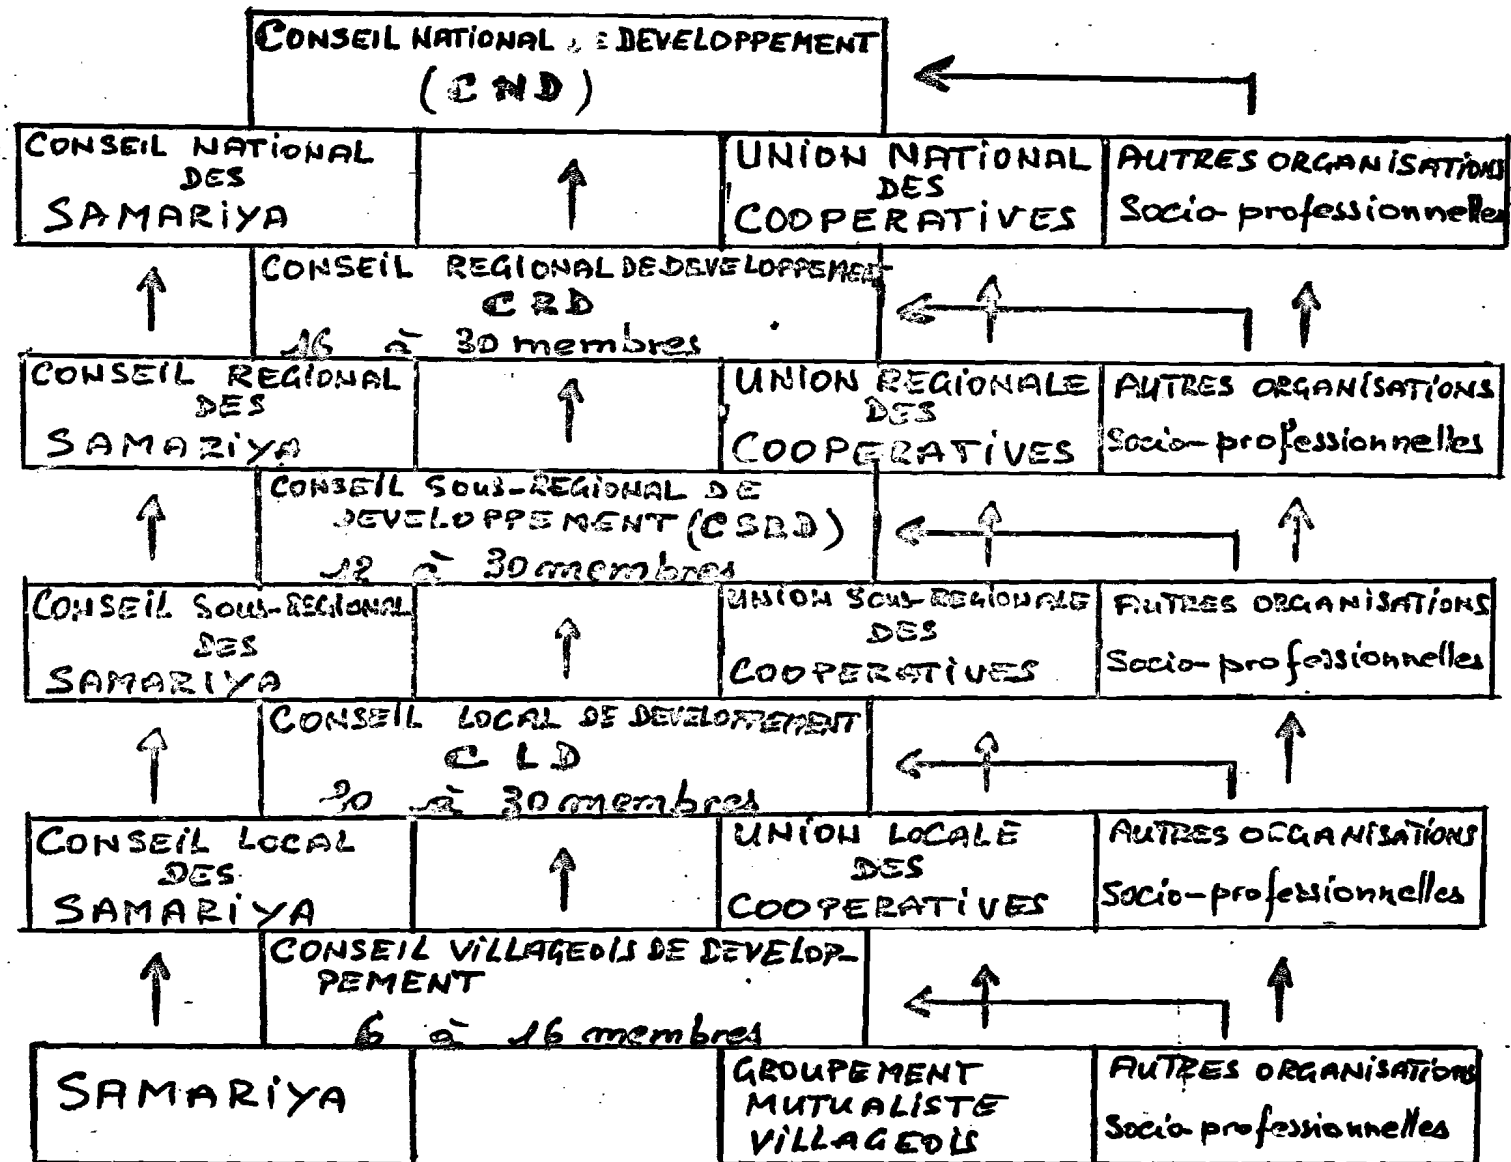 CONSEIL NATIONAL DE DEVELOPPEMENT
(CND)
CONSEIL NATIONAL
DES
SAMARIYA
UNION NATIONAL
DES
COOPERATIVES
AUTRES ORGANISATIONS
Socio-professionnelles
CONSEIL REGIONAL DE DEVELOPPEMENT
CRD
16 à 30 membres
CONSEIL REGIONAL
DES
SAMARIYA
UNION REGIONALE
DES
COOPERATIVES
AUTRES ORGANISATIONS
Socio-professionnelles
CONSEIL SOUS-REGIONAL DE
DEVELOPPEMENT (CSRD)
12 à 30 membres
CONSEIL SOUS-REGIONAL
DES
SAMARIYA
UNION SOUS-REGIONALE
DES
COOPERATIVES
AUTRES ORGANISATIONS
Socio-professionnelles
CONSEIL LOCAL DE DEVELOPPEMENT
CLD
à 30 membres
CONSEIL LOCAL
DES
SAMARIYA
UNION LOCALE
DES
COOPERATIVES
AUTRES ORGANISATIONS
Socio-professionnelles
CONSEIL VILLAGEOIS DE DEVELOP-
PEMENT
6 à 16 membres
SAMARIYA
GROUPEMENT
MUTUALISTE
VILLAGEOIS
AUTRES ORGANISATIONS
Socio-professionnelles